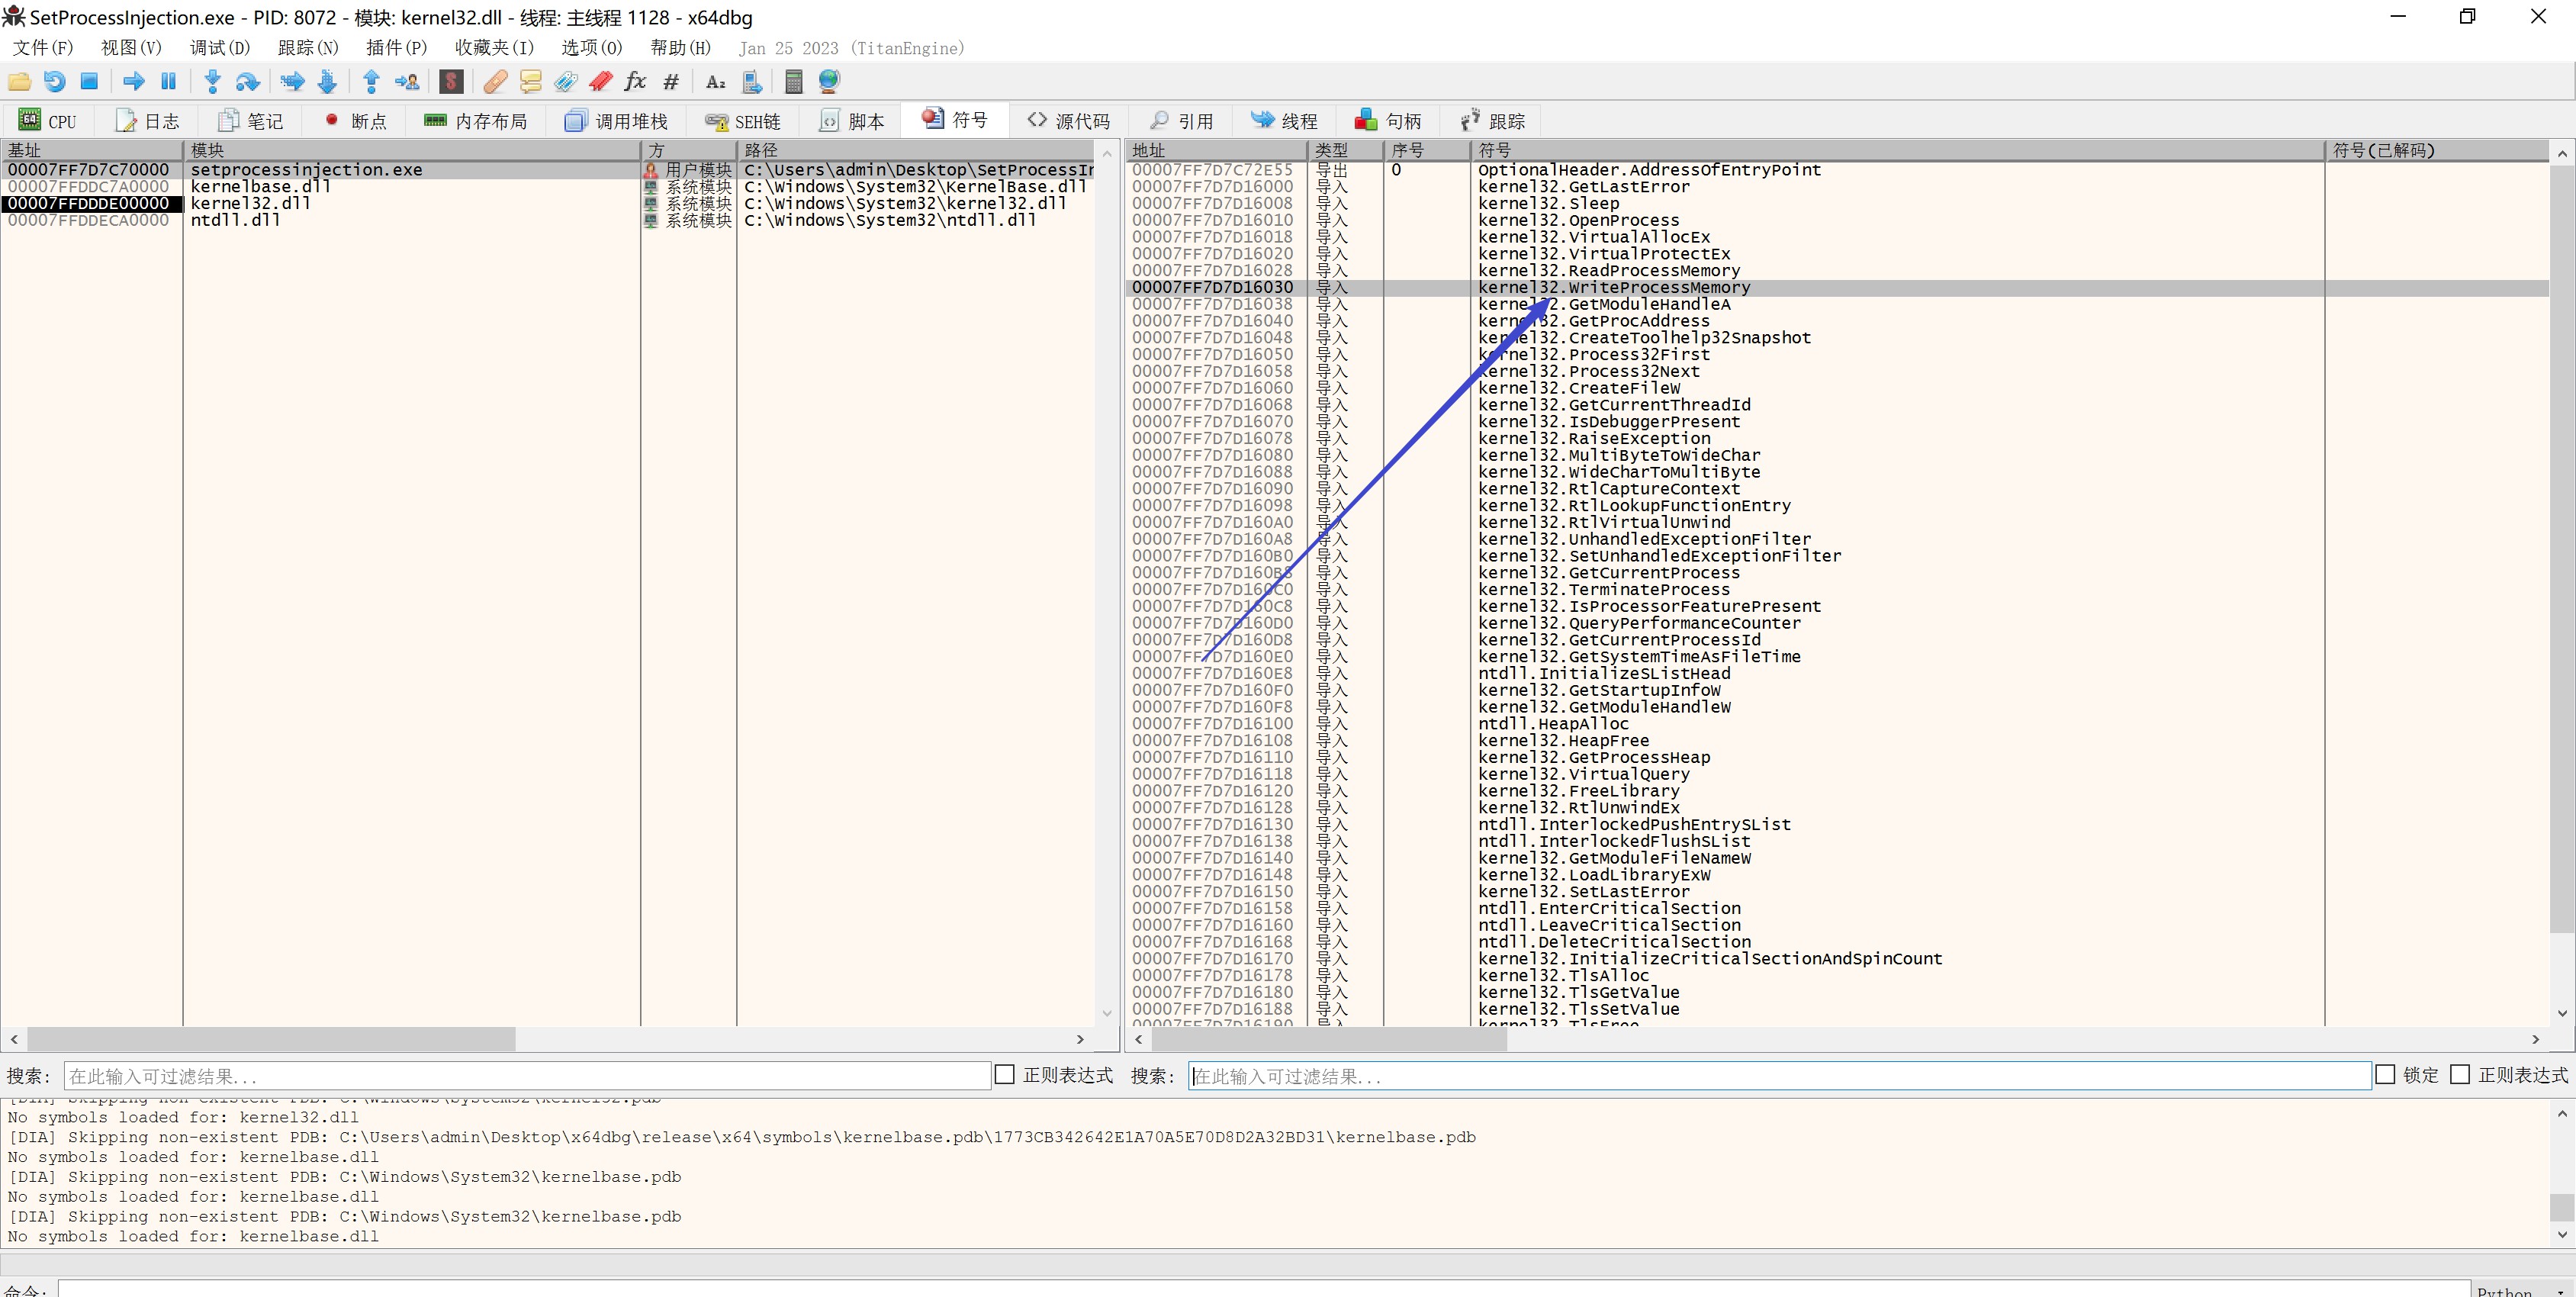 SetProcessInjection.exe - PID: 8072 - 模块: kernel32.dll - 线程: 主线程 1128 - x64dbg
文件(F) 视图(V) 调试(D) 跟踪(N) 插件(P) 收藏夹(I) 选项(O) 帮助(H) Jan 25 2023 (TitanEngine)
CPU 日志 笔记 断点 内存布局 调用堆栈 SEH链 脚本 符号 源代码 引用 线程 句柄 跟踪
基址 模块 方 路径
00007FF7D7C70000 setprocessinjection.exe 用户模块 C:\Users\admin\Desktop\SetProcessIn
00007FFDDC7A0000 kernelbase.dll 系统模块 C:\Windows\System32\KernelBase.dll
00007FFDDDE00000 kernel32.dll 系统模块 C:\Windows\System32\kernel32.dll
00007FFDDECA0000 ntdll.dll 系统模块 C:\Windows\System32\ntdll.dll
地址 类型 序号 符号 符号(已解码)
00007FF7D7C72E55 导出 0 OptionalHeader.AddressOfEntryPoint
00007FF7D7D16000 导入 kernel32.GetLastError
00007FF7D7D16008 导入 kernel32.Sleep
00007FF7D7D16010 导入 kernel32.OpenProcess
00007FF7D7D16018 导入 kernel32.VirtualAllocEx
00007FF7D7D16020 导入 kernel32.VirtualProtectEx
00007FF7D7D16028 导入 kernel32.ReadProcessMemory
00007FF7D7D16030 导入 kernel32.WriteProcessMemory
00007FF7D7D16038 导入 kernel32.GetModuleHandleA
00007FF7D7D16040 导入 kernel32.GetProcAddress
00007FF7D7D16048 导入 kernel32.CreateToolhelp32Snapshot
00007FF7D7D16050 导入 kernel32.Process32First
00007FF7D7D16058 导入 kernel32.Process32Next
00007FF7D7D16060 导入 kernel32.CreateFileW
00007FF7D7D16068 导入 kernel32.GetCurrentThreadId
00007FF7D7D16070 导入 kernel32.IsDebuggerPresent
00007FF7D7D16078 导入 kernel32.RaiseException
00007FF7D7D16080 导入 kernel32.MultiByteToWideChar
00007FF7D7D16088 导入 kernel32.WideCharToMultiByte
00007FF7D7D16090 导入 kernel32.RtlCaptureContext
00007FF7D7D16098 导入 kernel32.RtlLookupFunctionEntry
00007FF7D7D160A0 导入 kernel32.RtlVirtualUnwind
00007FF7D7D160A8 导入 kernel32.UnhandledExceptionFilter
00007FF7D7D160B0 导入 kernel32.SetUnhandledExceptionFilter
00007FF7D7D160B8 导入 kernel32.GetCurrentProcess
00007FF7D7D160C0 导入 kernel32.TerminateProcess
00007FF7D7D160C8 导入 kernel32.IsProcessorFeaturePresent
00007FF7D7D160D0 导入 kernel32.QueryPerformanceCounter
00007FF7D7D160D8 导入 kernel32.GetCurrentProcessId
00007FF7D7D160E0 导入 kernel32.GetSystemTimeAsFileTime
00007FF7D7D160E8 导入 ntdll.InitializeSListHead
00007FF7D7D160F0 导入 kernel32.GetStartupInfoW
00007FF7D7D160F8 导入 kernel32.GetModuleHandleW
00007FF7D7D16100 导入 ntdll.HeapAlloc
00007FF7D7D16108 导入 kernel32.HeapFree
00007FF7D7D16110 导入 kernel32.GetProcessHeap
00007FF7D7D16118 导入 kernel32.VirtualQuery
00007FF7D7D16120 导入 kernel32.FreeLibrary
00007FF7D7D16128 导入 kernel32.RtlUnwindEx
00007FF7D7D16130 导入 ntdll.InterlockedPushEntrySList
00007FF7D7D16138 导入 ntdll.InterlockedFlushSList
00007FF7D7D16140 导入 kernel32.GetModuleFileNameW
00007FF7D7D16148 导入 kernel32.LoadLibraryExW
00007FF7D7D16150 导入 kernel32.SetLastError
00007FF7D7D16158 导入 ntdll.EnterCriticalSection
00007FF7D7D16160 导入 ntdll.LeaveCriticalSection
00007FF7D7D16168 导入 ntdll.DeleteCriticalSection
00007FF7D7D16170 导入 kernel32.InitializeCriticalSectionAndSpinCount
00007FF7D7D16178 导入 kernel32.TlsAlloc
00007FF7D7D16180 导入 kernel32.TlsGetValue
00007FF7D7D16188 导入 kernel32.TlsSetValue
00007FF7D7D16190 导入 kernel32.TlsFree
搜索: 在此输入可过滤结果... 正则表达式 搜索: 在此输入可过滤结果... 锁定 正则表达式
[DIA] Skipping non-existent PDB: C:\Windows\System32\kernel32.pdb
No symbols loaded for: kernel32.dll
[DIA] Skipping non-existent PDB: C:\Users\admin\Desktop\x64dbg\release\x64\symbols\kernelbase.pdb\1773CB342642E1A70A5E70D8D2A32BD31\kernelbase.pdb
No symbols loaded for: kernelbase.dll
[DIA] Skipping non-existent PDB: C:\Windows\System32\kernelbase.pdb
No symbols loaded for: kernelbase.dll
[DIA] Skipping non-existent PDB: C:\Windows\System32\kernelbase.pdb
No symbols loaded for: kernelbase.dll
命令: Python